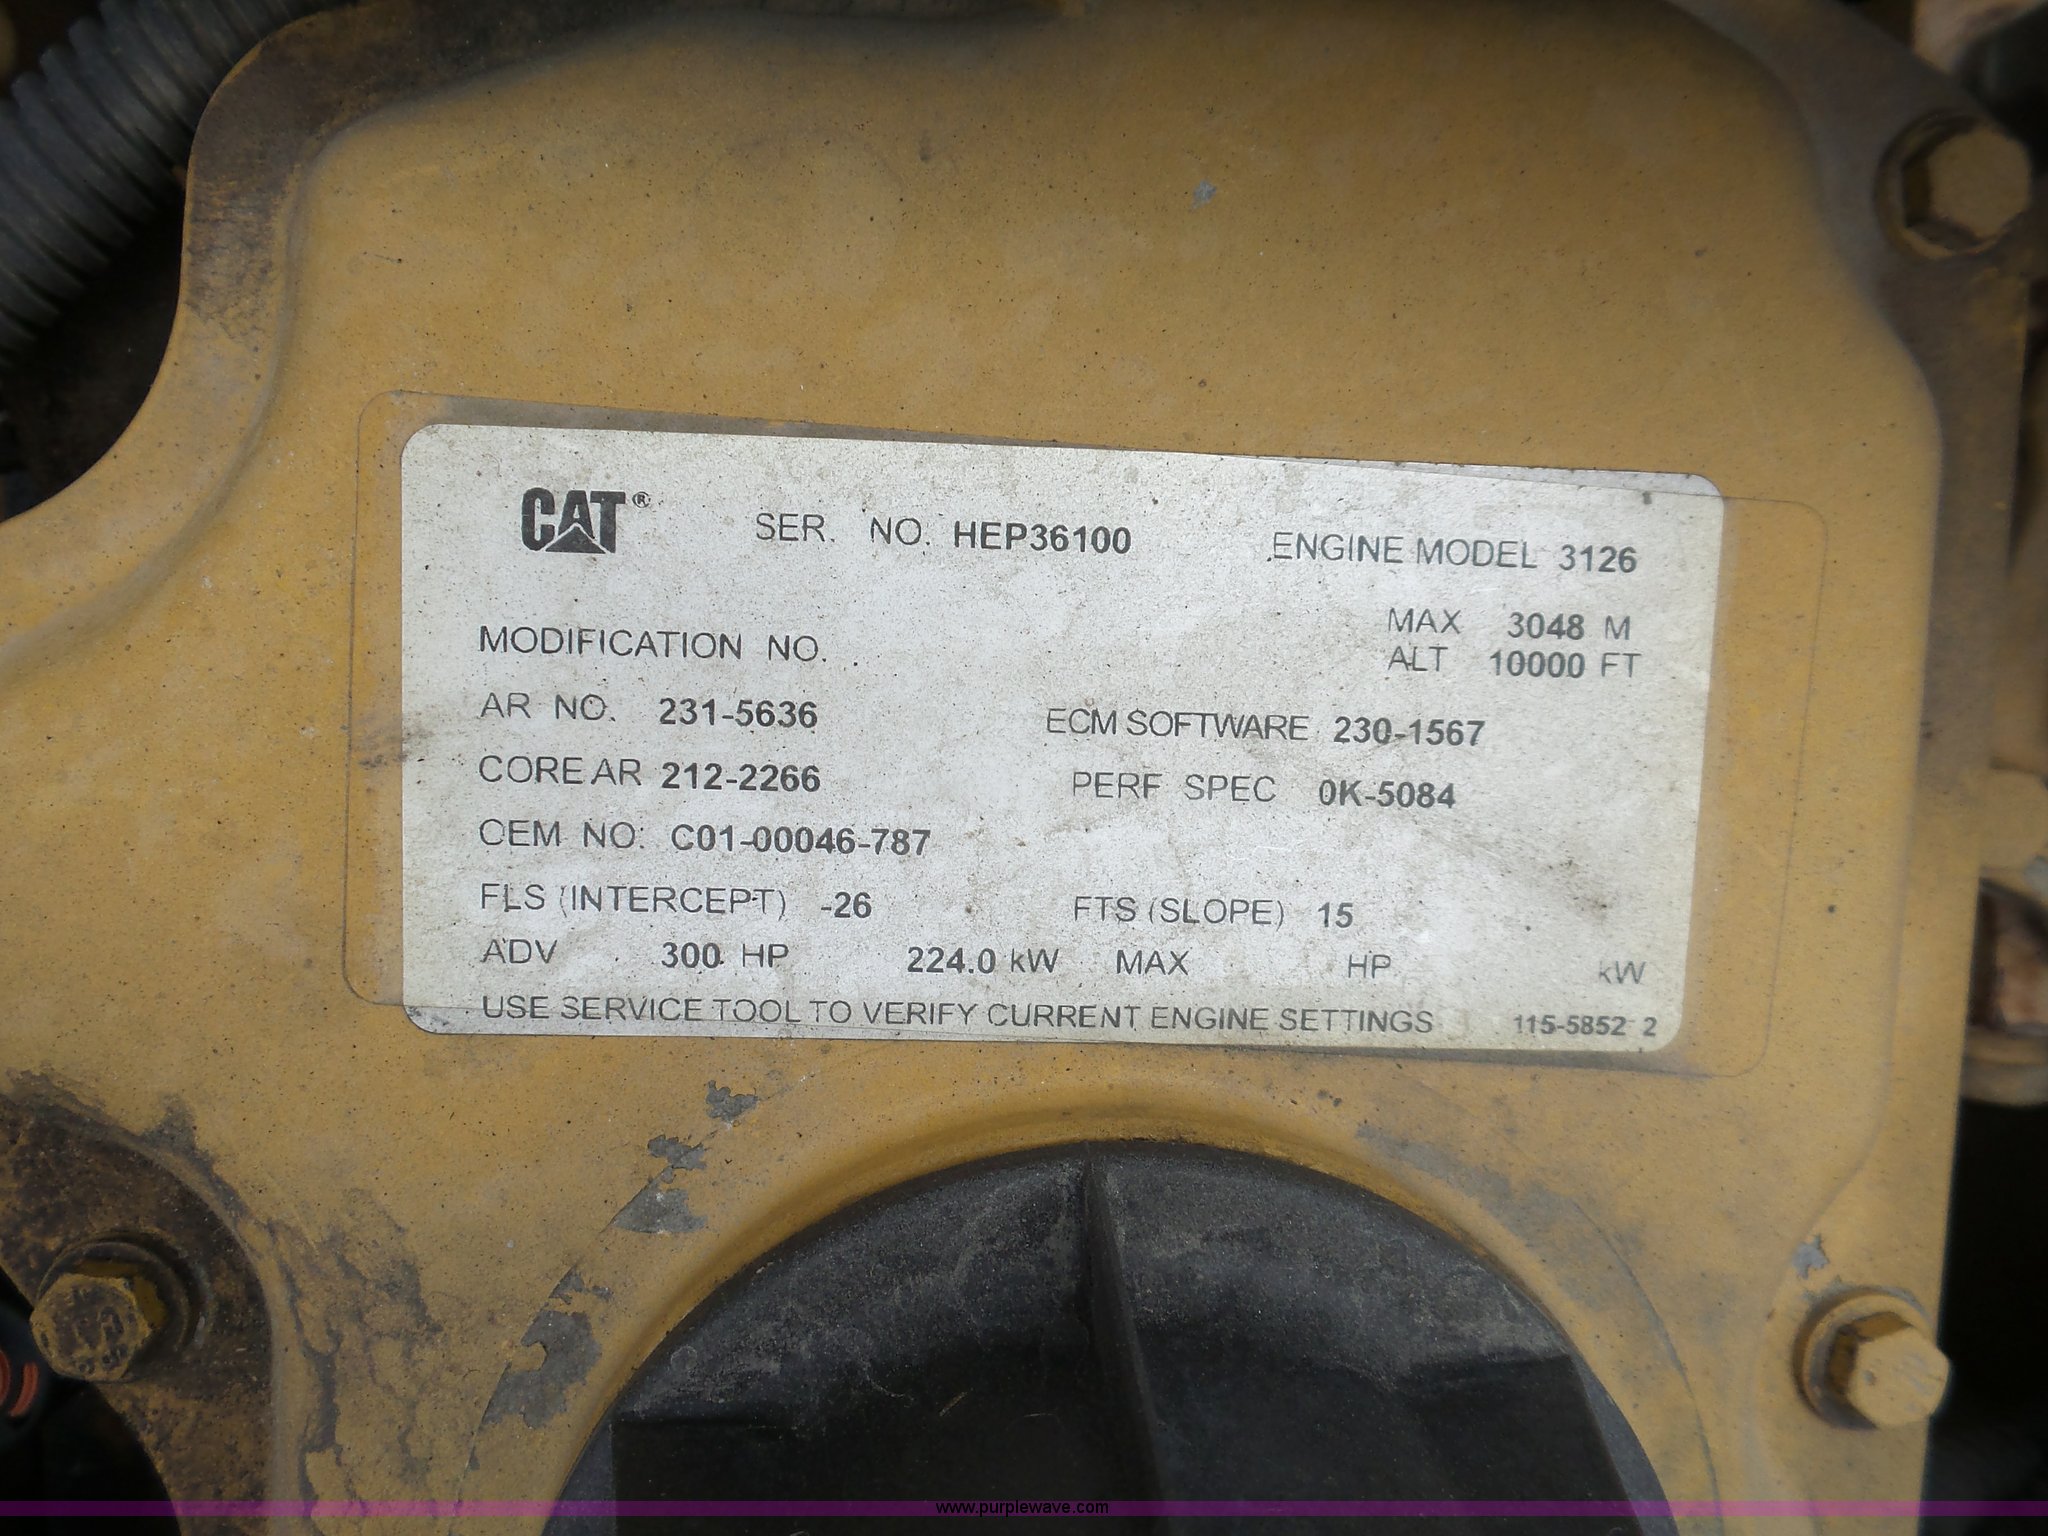 CAT® SER. NO. HEP36100 ENGINE MODEL 3126
MAX 3048 M
MODIFICATION NO.
ALT 10000 FT
AR NO. 231-5636 ECM SOFTWARE 230-1567
CORE AR 212-2266 PERF SPEC 0K-5084
OEM NO. C01-00046-787
FLS (INTERCEPT) -26 FTS (SLOPE) 15
ADV 300 HP 224.0 kW MAX HP kW
USE SERVICE TOOL TO VERIFY CURRENT ENGINE SETTINGS 115-5852 2
www.purplewave.com